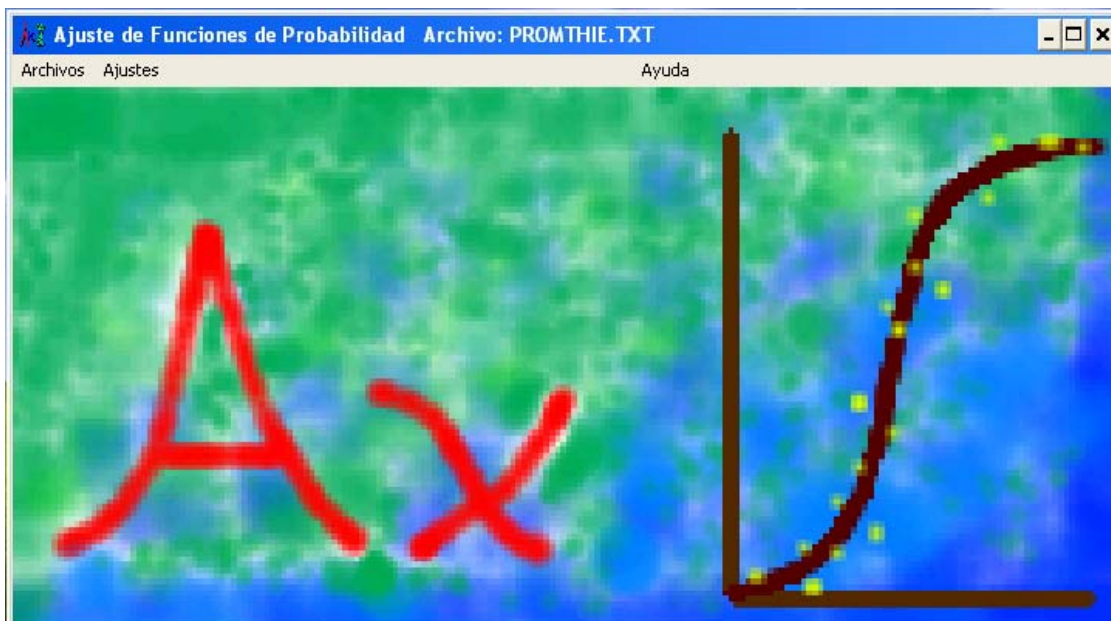 Ajuste de Funciones de Probabilidad Archivo: PROMTHIE.TXT
Archivos Ajustes Ayuda
Ax